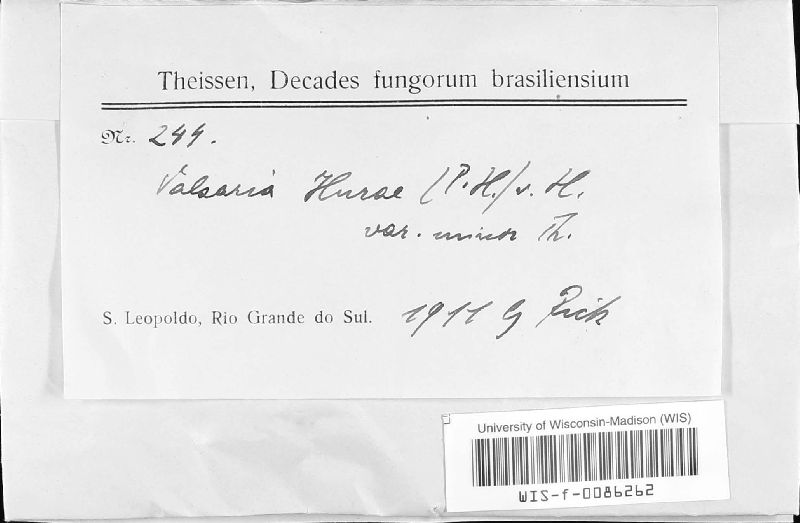 Theissen, Decades fungorum brasiliensium
Nr. 244.
Valsaria Hurae (P.H.) v. H.
var. minor Th.
S. Leopoldo, Rio Grande do Sul. 1911 G Rick
University of Wisconsin-Madison (WIS)
WIS-f-0086262